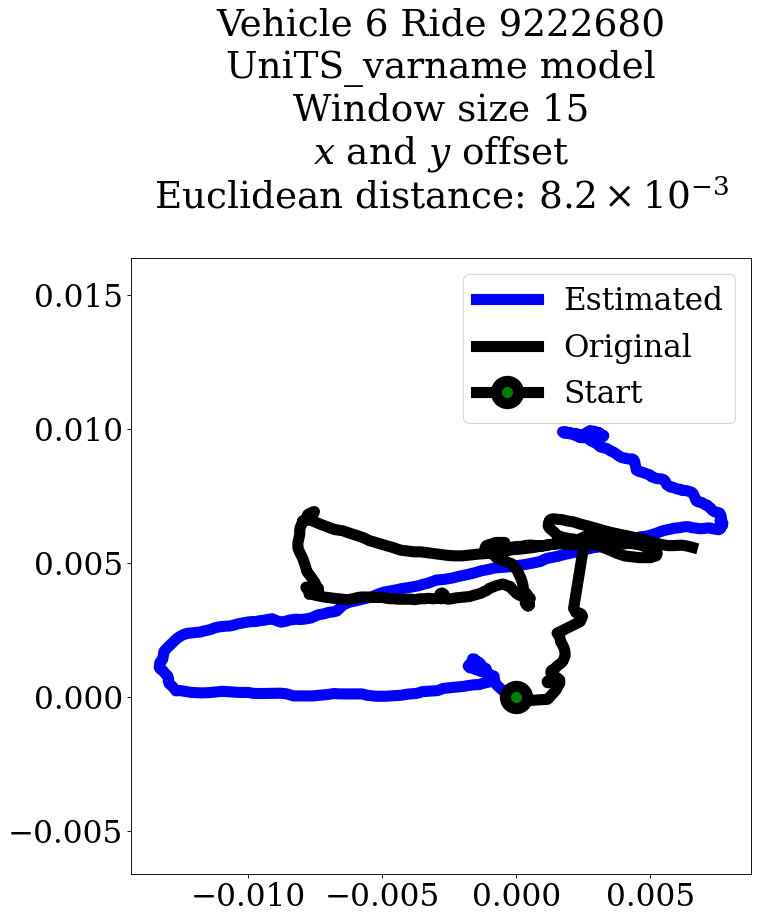 Vehicle 6 Ride 9222680
UniTS_varname model
Window size 15
x and y offset
Euclidean distance: 8.2 × 10⁻³
Estimated
Original
Start
0.015
0.010
0.005
0.000
−0.005
−0.010 −0.005 0.000 0.005